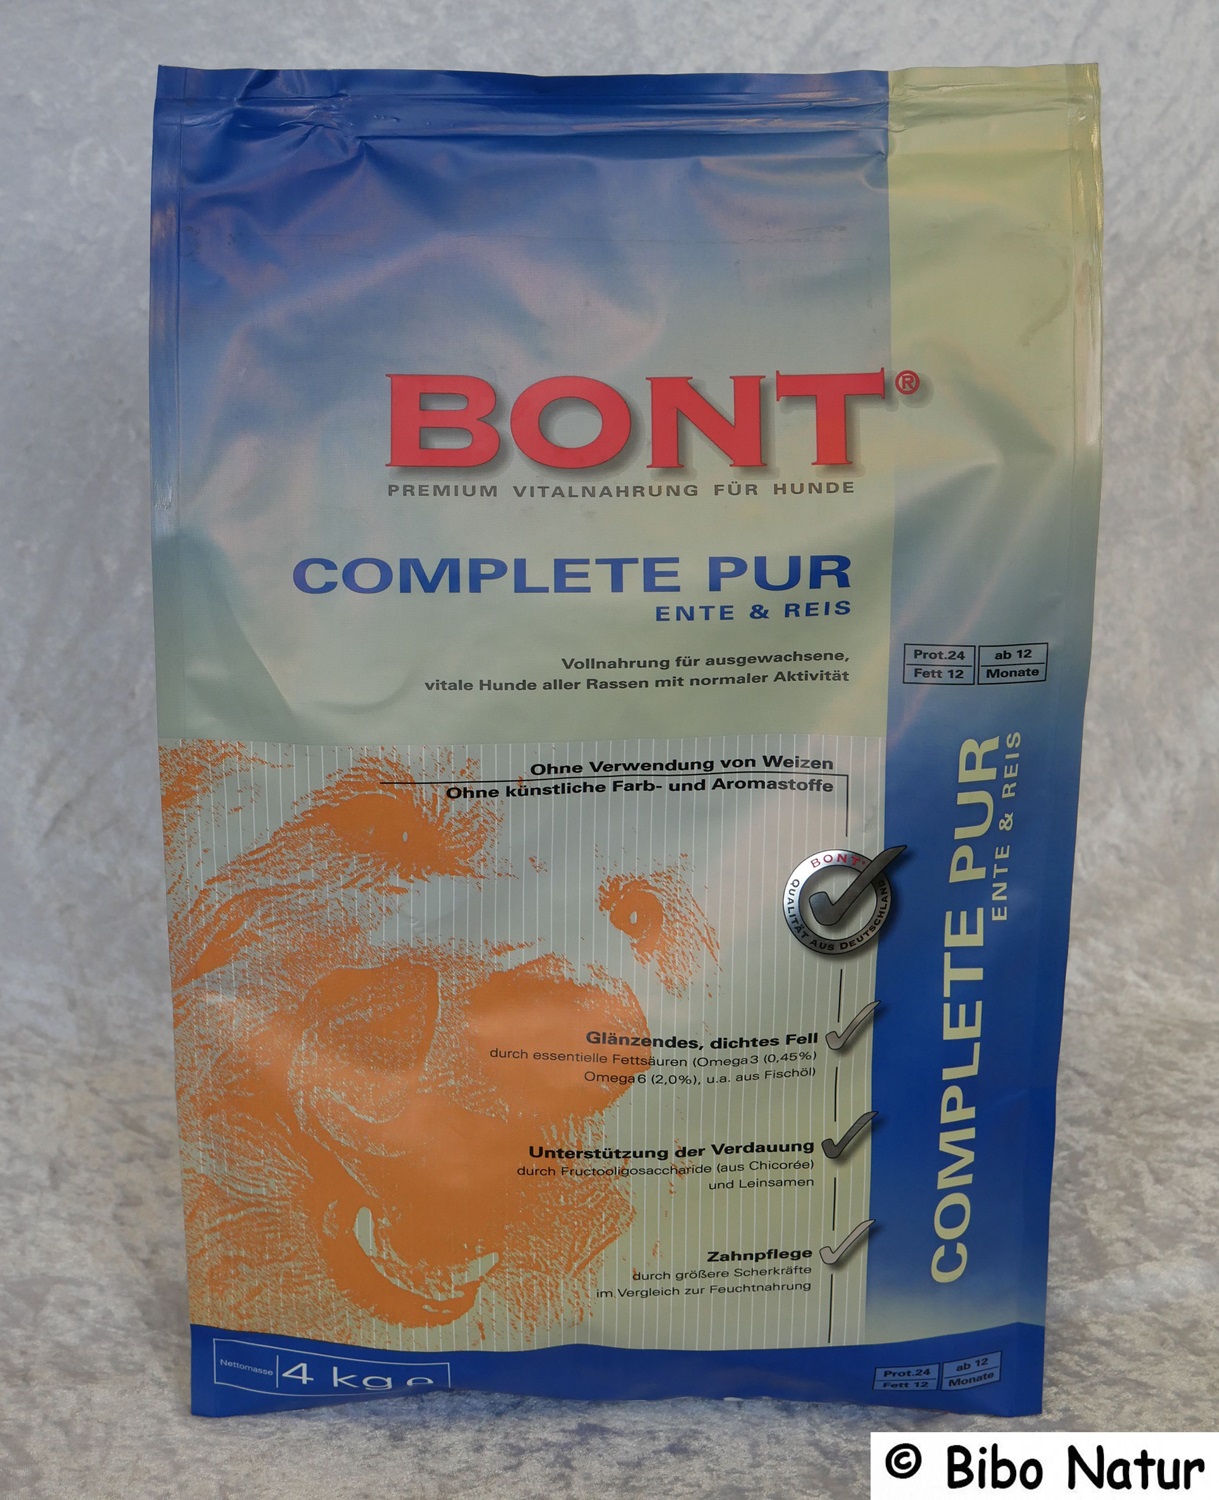 BONT®
PREMIUM VITALNAHRUNG FÜR HUNDE
COMPLETE PUR
ENTE & REIS
Vollnahrung für ausgewachsene,
vitale Hunde aller Rassen mit normaler Aktivität
Prot.24
Fett 12
ab 12
Monate
Ohne Verwendung von Weizen
Ohne künstliche Farb- und Aromastoffe
BONT
QUALITÄT AUS DEUTSCHLAND
COMPLETE PUR
ENTE & REIS
Glänzendes, dichtes Fell
durch essentielle Fettsäuren (Omega3 (0,45%)
Omega6 (2,0%), u.a. aus Fischöl)
Unterstützung der Verdauung
durch Fructooligosaccharide (aus Chicorée)
und Leinsamen
Zahnpflege
durch größere Scherkräfte
im Vergleich zur Feuchtnahrung
Nettomasse
4 kg e
Prot.24
Fett 12
ab 12
Monate
© Bibo Natur